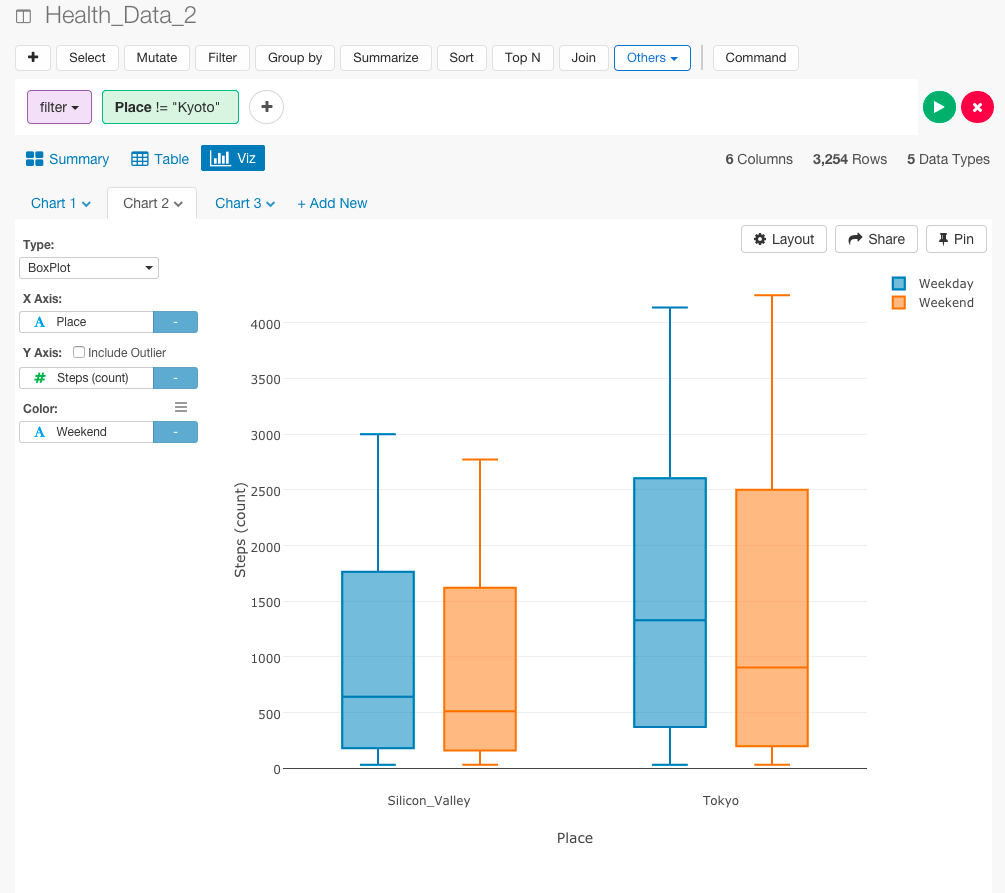 Health_Data_2
+ Select Mutate Filter Group by Summarize Sort Top N Join Others Command
filter Place != "Kyoto" +
Summary Table Viz 6 Columns 3,254 Rows 5 Data Types
Chart 1 Chart 2 Chart 3 + Add New
Layout Share Pin
Type:
BoxPlot
X Axis:
A Place -
Y Axis: Include Outlier
# Steps (count) -
Color:
A Weekend -
Weekday
Weekend
4000
3500
3000
2500
2000
1500
1000
500
0
Steps (count)
Silicon_Valley Tokyo
Place